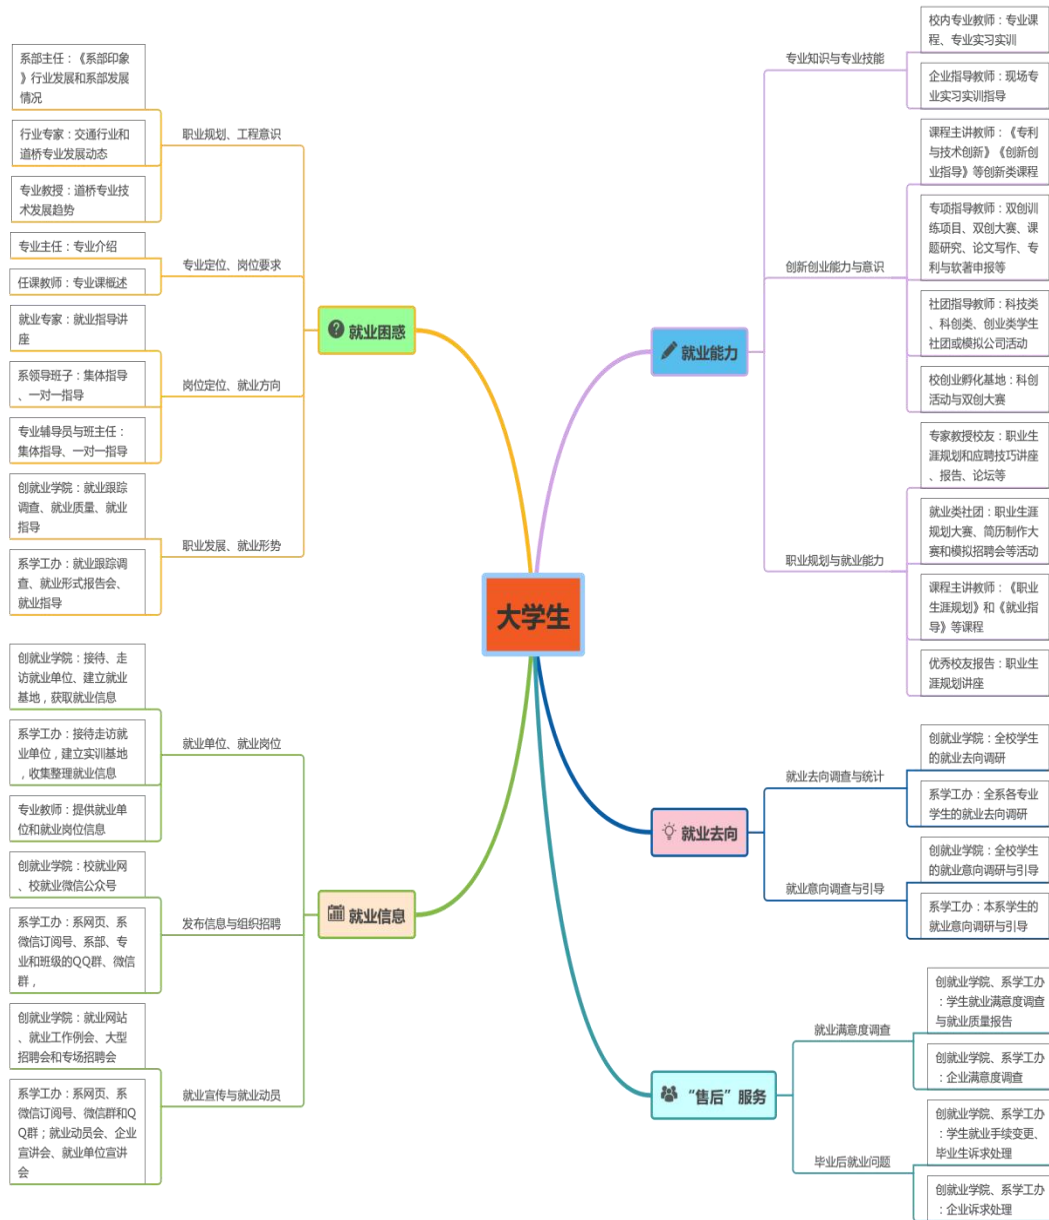 大学生
就业困惑
职业规划、工程意识
系部主任：《系部印象
》行业发展和系部发展
情况
行业专家：交通行业和
道桥专业发展动态
专业教授：道桥专业技
术发展趋势
专业定位、岗位要求
专业主任：专业介绍
任课教师：专业课概述
岗位定位、就业方向
就业专家：就业指导讲
座
系领导班子：集体指导
、一对一指导
专业辅导员与班主任：
集体指导、一对一指导
职业发展、就业形势
创就业学院：就业跟踪
调查、就业质量、就业
指导
系学工办：就业跟踪调
查、就业形式报告会、
就业指导
就业信息
就业单位、就业岗位
创就业学院：接待、走
访就业单位、建立就业
基地，获取就业信息
系学工办：接待走访就
业单位，建立实训基地
，收集整理就业信息
专业教师：提供就业单
位和就业岗位信息
发布信息与组织招聘
创就业学院：校就业网
、校就业微信公众号
系学工办：系网页、系
微信订阅号、系部、专
业和班级的QQ群、微信
群，
就业宣传与就业动员
创就业学院：就业网站
、就业工作例会、大型
招聘会和专场招聘会
系学工办：系网页、系
微信订阅号、微信群和Q
Q群；就业动员会、企业
宣讲会、就业单位宣讲
会
就业能力
专业知识与专业技能
校内专业教师：专业课
程、专业实习实训
企业指导教师：现场专
业实习实训指导
创新创业能力与意识
课程主讲教师：《专利
与技术创新》《创新创
业指导》等创新类课程
专项指导教师：双创训
练项目、双创大赛、课
题研究、论文写作、专
利与软著申报等
社团指导教师：科技类
、科创类、创业类学生
社团或模拟公司活动
校创业孵化基地：科创
活动与双创大赛
职业规划与就业能力
专家教授校友：职业生
涯规划和应聘技巧讲座
、报告、论坛等
就业类社团：职业生涯
规划大赛、简历制作大
赛和模拟招聘会等活动
课程主讲教师：《职业
生涯规划》和《就业指
导》等课程
优秀校友报告：职业生
涯规划讲座
就业去向
就业去向调查与统计
创就业学院：全校学生
的就业去向调研
系学工办：全系各专业
学生的就业去向调研
就业意向调查与引导
创就业学院：全校学生
的就业意向调研与引导
系学工办：本系学生的
就业意向调研与引导
“售后”服务
就业满意度调查
创就业学院、系学工办
：学生就业满意度调查
与就业质量报告
创就业学院、系学工办
：企业满意度调查
毕业后就业问题
创就业学院、系学工办
：学生就业手续变更、
毕业生诉求处理
创就业学院、系学工办
：企业诉求处理